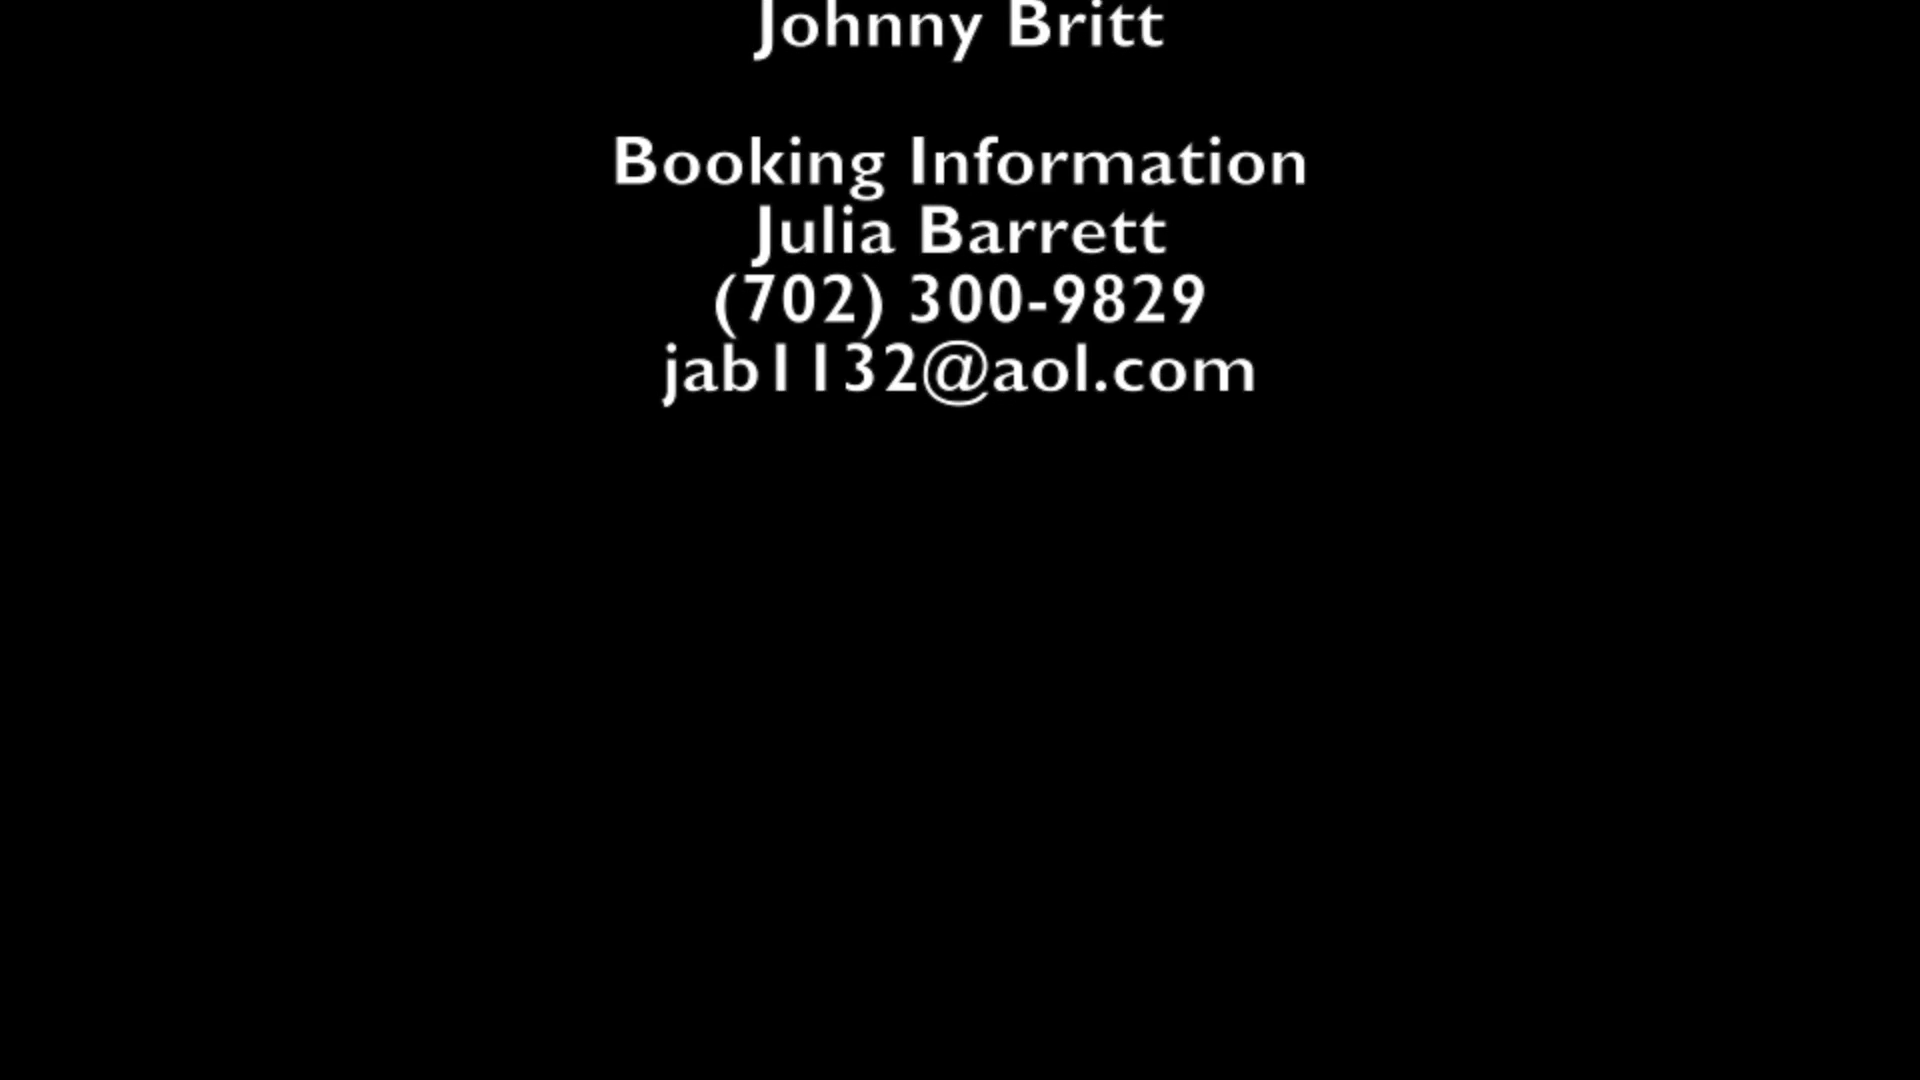 Johnny Britt
Booking Information
Julia Barrett
(702) 300-9829
jab1132@aol.com